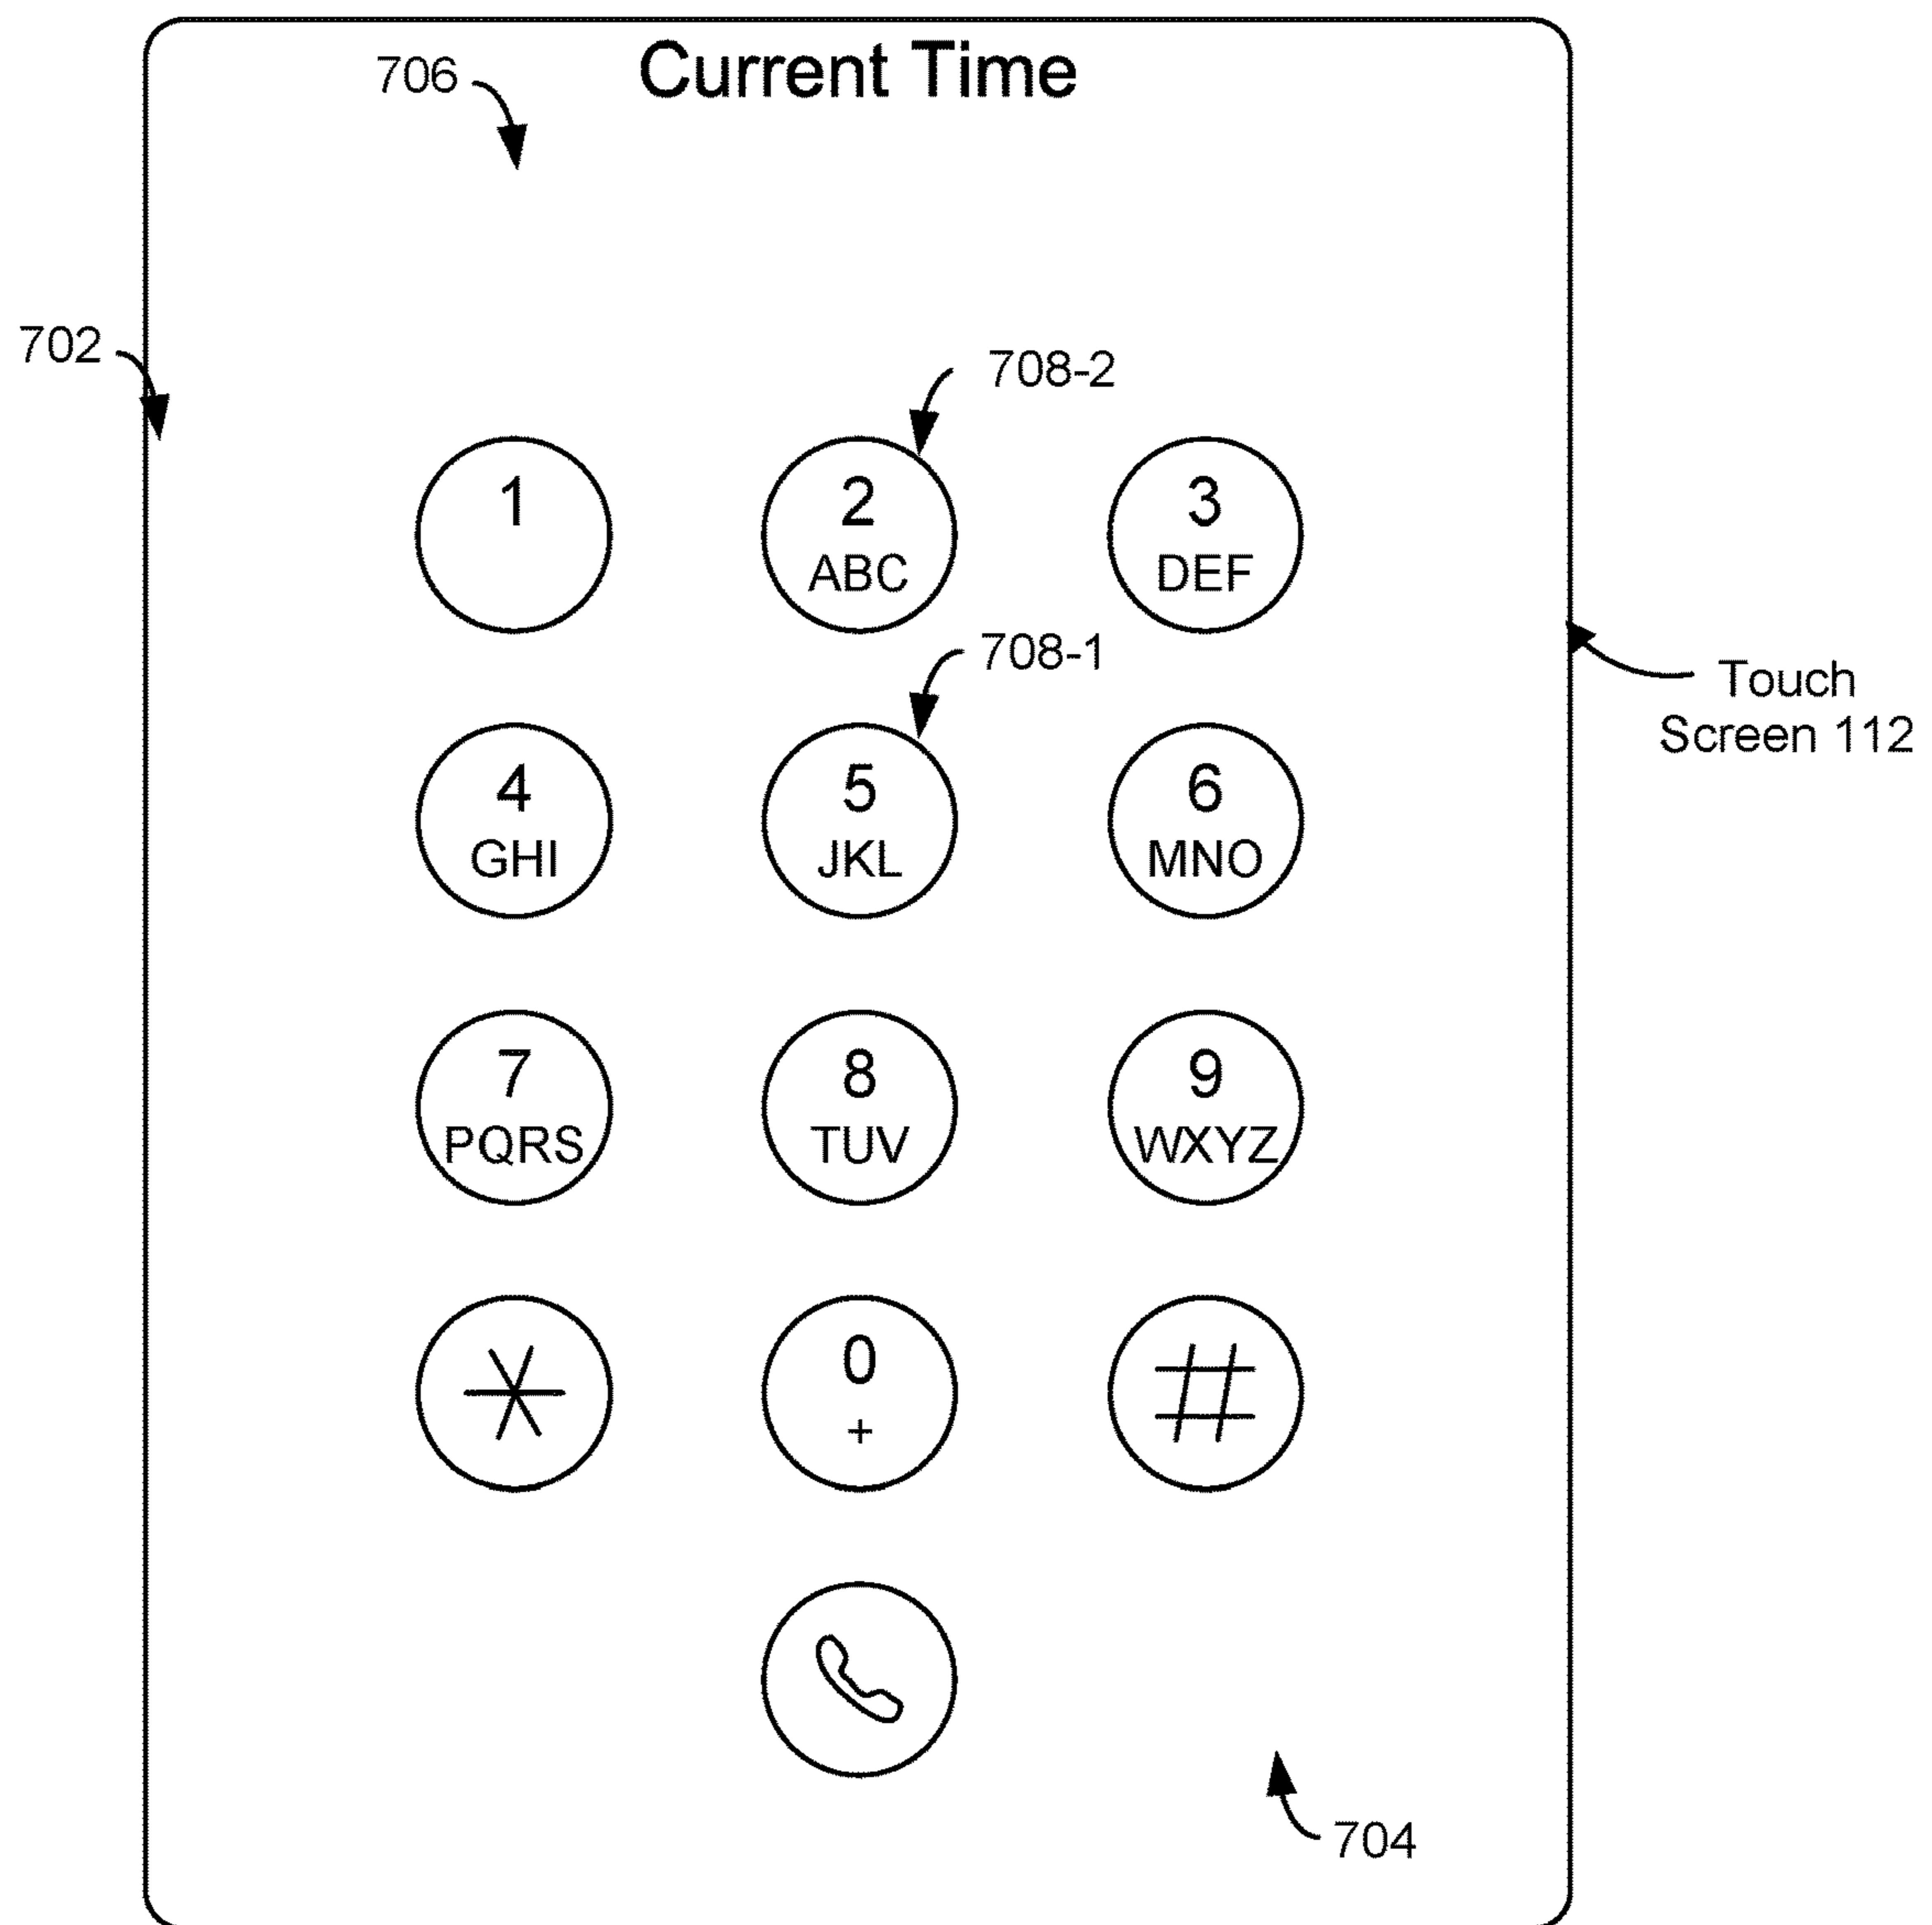 Current Time
706
702
708-2
1
2
3
ABC
DEF
708-1
Touch
Screen 112
4
5
6
GHI
JKL
MNO
7
8
9
PQRS
TUV
WXYZ
*
0
#
+
704